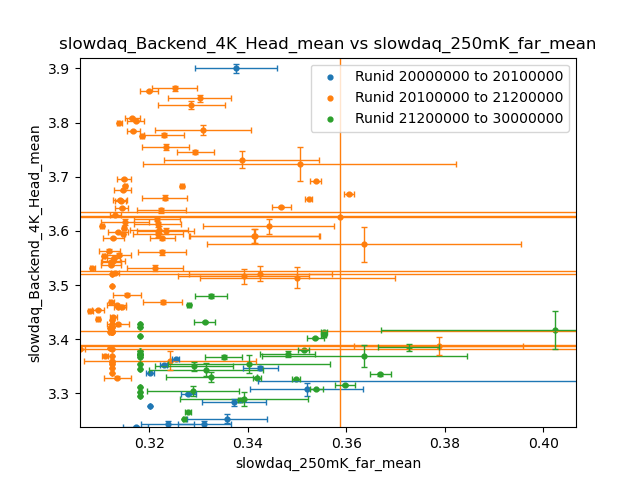 slowdaq_Backend_4K_Head_mean vs slowdaq_250mK_far_mean
Runid 20000000 to 20100000
Runid 20100000 to 21200000
Runid 21200000 to 30000000
slowdaq_Backend_4K_Head_mean
3.9
3.8
3.7
3.6
3.5
3.4
3.3
0.32 0.34 0.36 0.38 0.40
slowdaq_250mK_far_mean